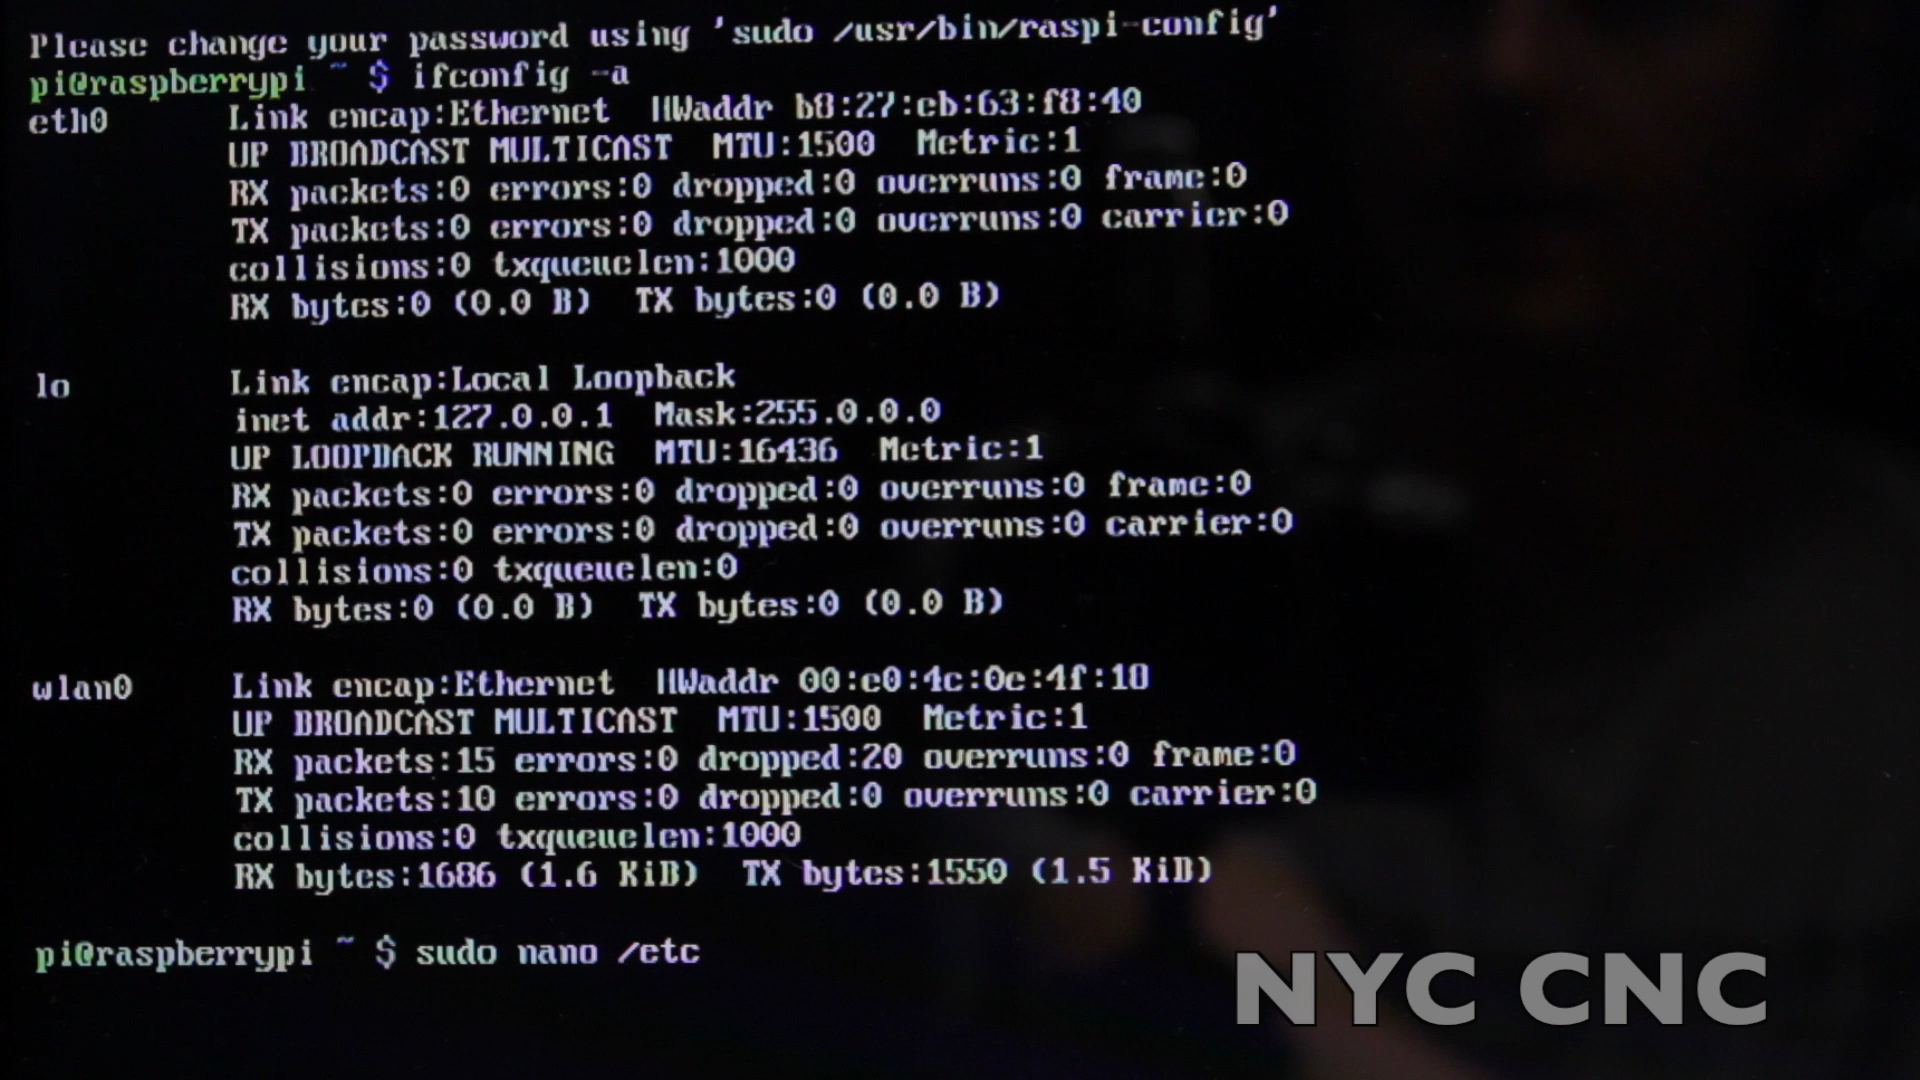 Please change your password using 'sudo /usr/bin/raspi-config'
pi@raspberrypi ~ $ ifconfig -a
eth0 Link encap:Ethernet HWaddr b8:27:eb:63:f8:40
UP BROADCAST MULTICAST MTU:1500 Metric:1
RX packets:0 errors:0 dropped:0 overruns:0 frame:0
TX packets:0 errors:0 dropped:0 overruns:0 carrier:0
collisions:0 txqueuelen:1000
RX bytes:0 (0.0 B) TX bytes:0 (0.0 B)
lo Link encap:Local Loopback
inet addr:127.0.0.1 Mask:255.0.0.0
UP LOOPBACK RUNNING MTU:16436 Metric:1
RX packets:0 errors:0 dropped:0 overruns:0 frame:0
TX packets:0 errors:0 dropped:0 overruns:0 carrier:0
collisions:0 txqueuelen:0
RX bytes:0 (0.0 B) TX bytes:0 (0.0 B)
wlan0 Link encap:Ethernet HWaddr
UP BROADCAST MULTICAST MTU:1500 Metric:1
RX packets:15 errors:0 dropped:20 overruns:0 frame:0
TX packets:10 errors:0 dropped:0 overruns:0 carrier:0
collisions:0 txqueuelen:1000
RX bytes:1686 (1.6 KiB) TX bytes:1550 (1.5 KiB)
pi@raspberrypi ~ $ sudo nano /etc
NYC CNC